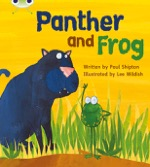 Panther
and Frog
Written by Paul Shipton
Illustrated by Lee Wildish